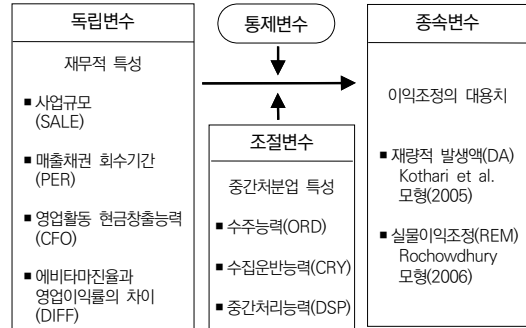 독립변수
재무적 특성
■ 사업규모
(SALE)
■ 매출채권 회수기간
(PER)
■ 영업활동 현금창출능력
(CFO)
■ 에비타마진율과
영업이익률의 차이
(DIFF)
통제변수
조절변수
중간처분업 특성
■ 수주능력(ORD)
■ 수집운반능력(CRY)
■ 중간처리능력(DSP)
종속변수
이익조정의 대용치
■ 재량적 발생액(DA)
Kothari et al.
모형(2005)
■ 실물이익조정(REM)
Rochowdhury
모형(2006)